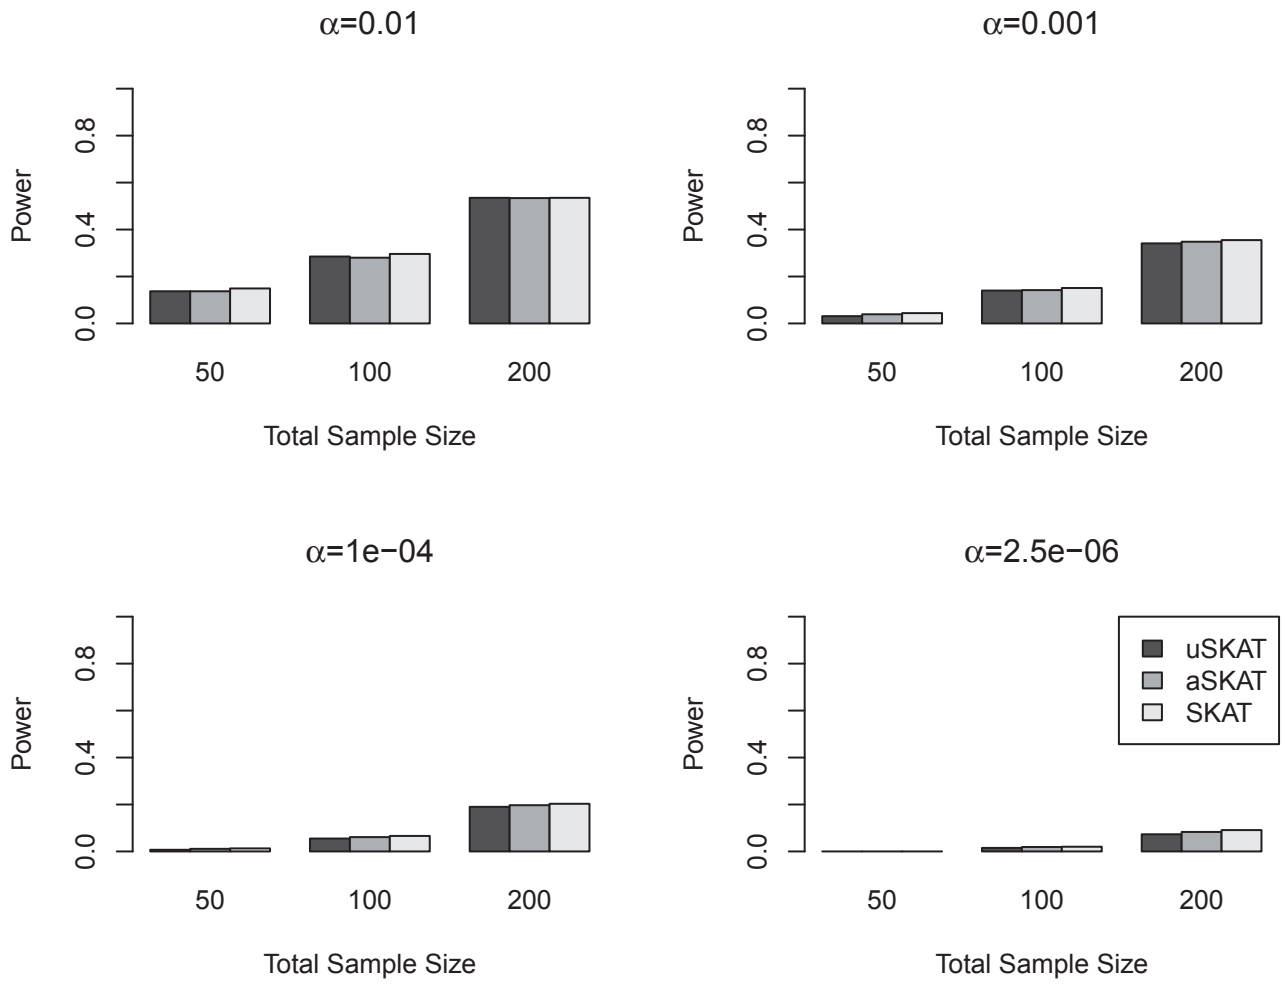 α=0.01
Power
0.0
0.4
0.8
50 100 200
Total Sample Size
α=0.001
Power
0.0
0.4
0.8
50 100 200
Total Sample Size
α=1e−04
Power
0.0
0.4
0.8
50 100 200
Total Sample Size
α=2.5e−06
Power
0.0
0.4
0.8
uSKAT
aSKAT
SKAT
50 100 200
Total Sample Size